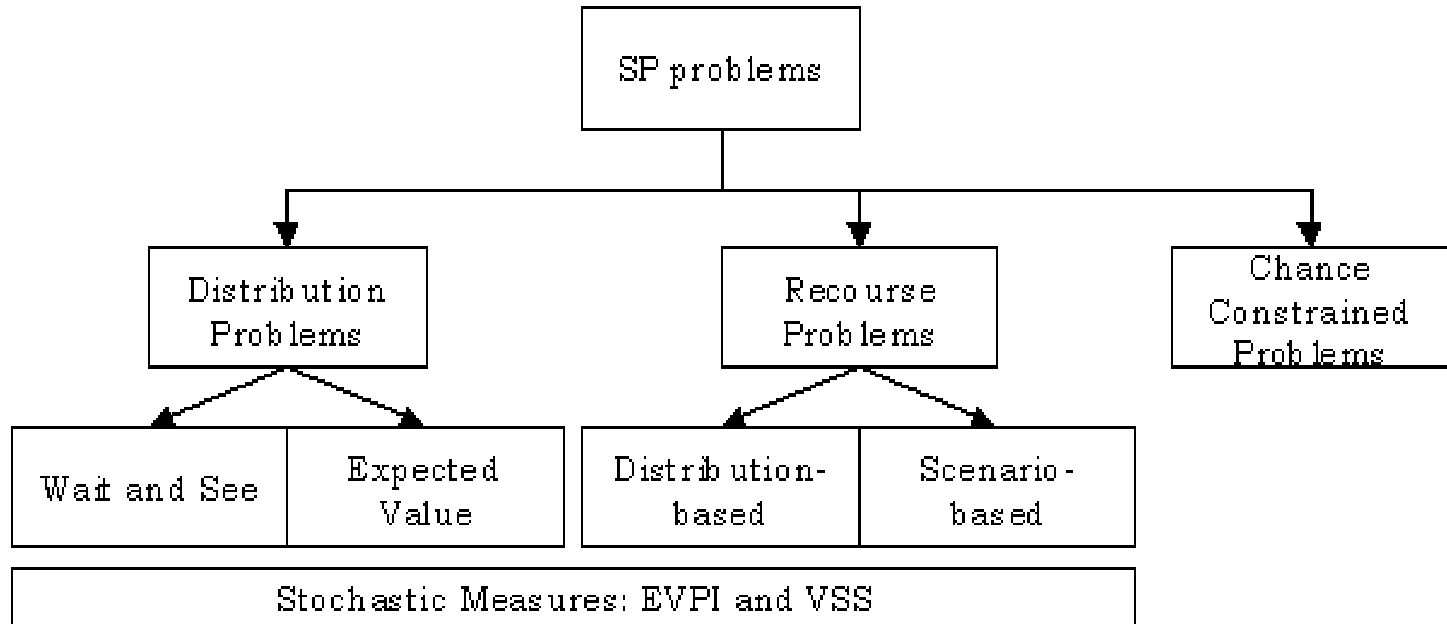 SP problems
Distribution
Problems
Recourse
Problems
Chance
Constrained
Problems
Wait and See
Expected
Value
Distribution-
based
Scenario-
based
Stochastic Measures: EVPI and VSS